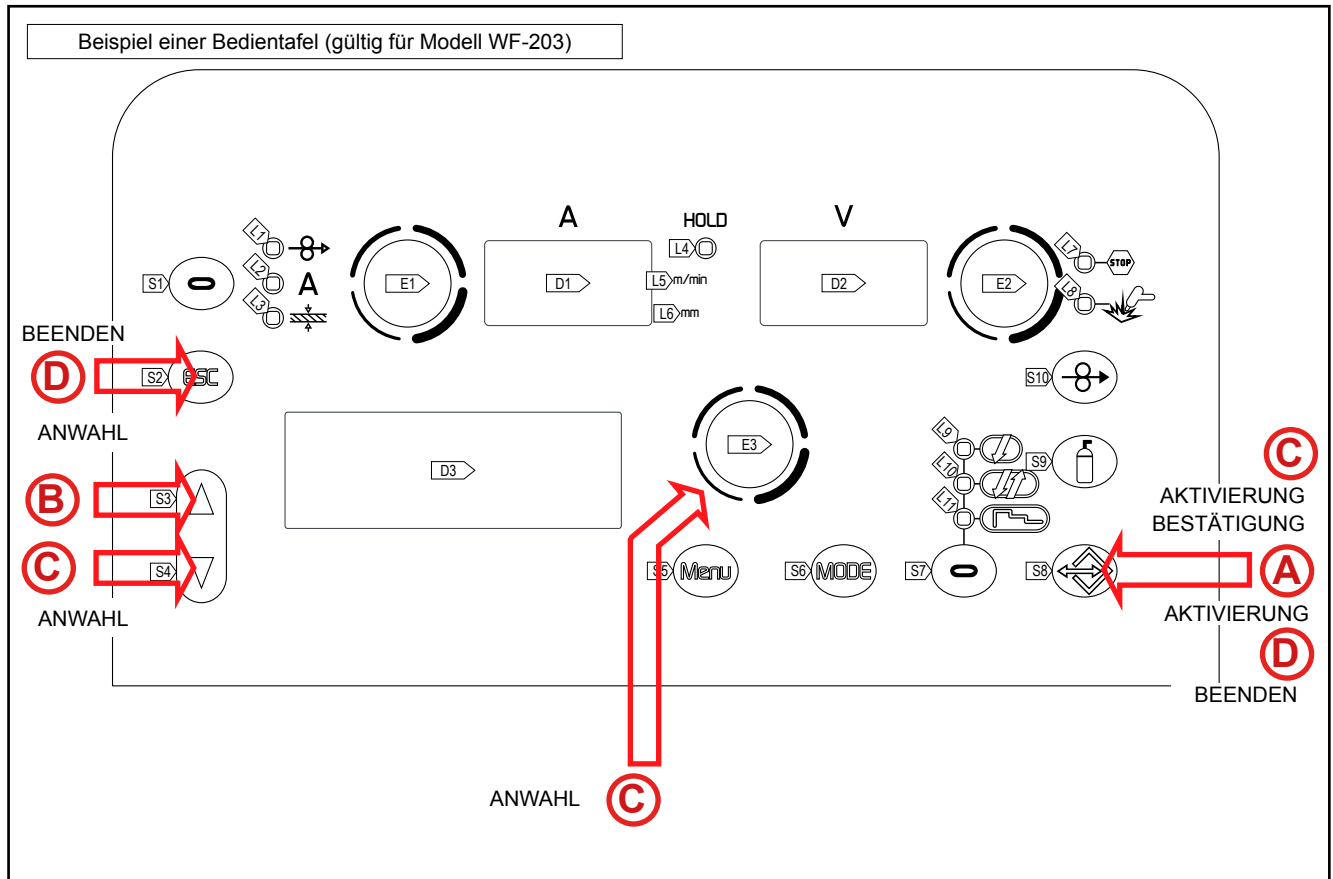 Beispiel einer Bedientafel (gültig für Modell WF-203)
A
HOLD
V
L1
L2
A
L3
S1
E1
D1
L4
L5 m/min
L6 mm
D2
E2
L7
STOP
L8
BEENDEN
D
S2
ESC
S10
ANWAHL
B
S3
C
S4
ANWAHL
D3
E3
L9
L10
L11
S9
C
AKTIVIERUNG
BESTÄTIGUNG
S5
Menu
S6
MODE
S7
S8
A
AKTIVIERUNG
D
BEENDEN
ANWAHL
C